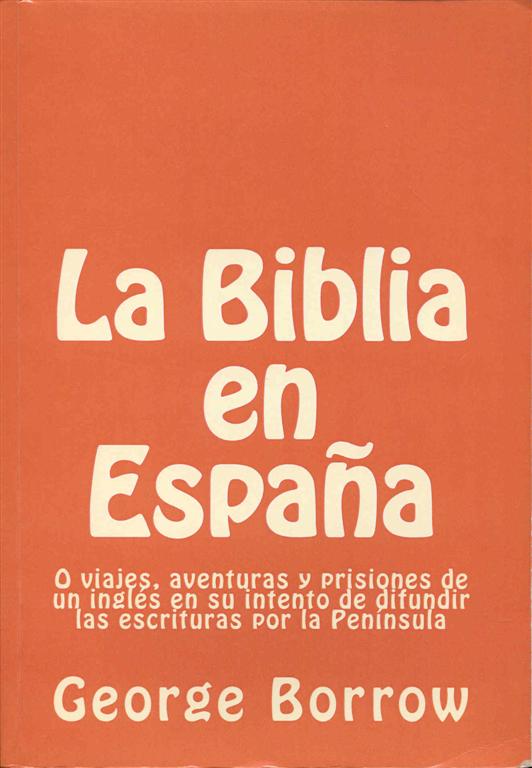 La Biblia
en
España
O viajes, aventuras y prisiones de
un inglés en su intento de difundir
las escrituras por la Península
George Borrow